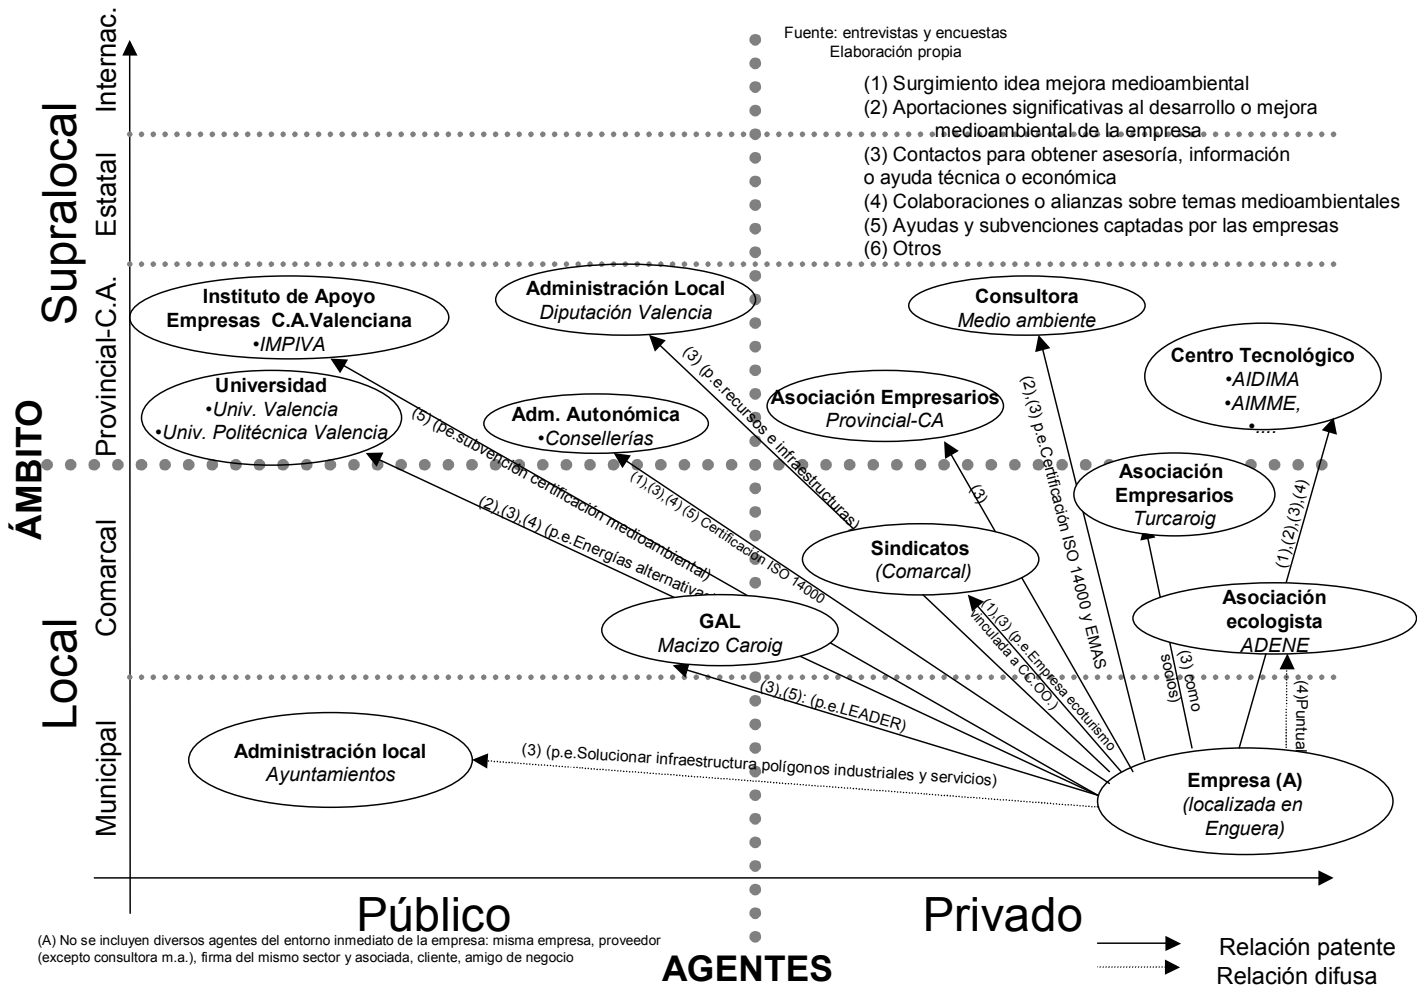 Fuente: entrevistas y encuestas
Elaboración propia
(1) Surgimiento idea mejora medioambiental
(2) Aportaciones significativas al desarrollo o mejora
medioambiental de la empresa
(3) Contactos para obtener asesoría, información
o ayuda técnica o económica
(4) Colaboraciones o alianzas sobre temas medioambientales
(5) Ayudas y subvenciones captadas por las empresas
(6) Otros
ÁMBITO
Supralocal
Local
Internac.
Estatal
Provincial-C.A.
Comarcal
Municipal
Instituto de Apoyo
Empresas C.A.Valenciana
•IMPIVA
Administración Local
Diputación Valencia
Consultora
Medio ambiente
Centro Tecnológico
•AIDIMA
•AIMME,
•....
Universidad
•Univ. Valencia
•Univ. Politécnica Valencia
Adm. Autonómica
•Consellerías
Asociación Empresarios
Provincial-CA
Asociación
Empresarios
Turcaroig
Sindicatos
(Comarcal)
Asociación
ecologista
ADENE
GAL
Macizo Caroig
Administración local
Ayuntamientos
Empresa (A)
(localizada en
Enguera)
(5) (pe.subvención certificación medioambiental)
(2),(3),(4) (p.e.Energías alternativas
(1),(3),(4) (5) Certificación ISO 14000
(3) (p.e.recursos e infraestructuras)
(3)
(2),(3) p.e.Certificación ISO 14000 y EMAS
(1),(2),(3),(4)
(1),(3) (p.e.Empresa ecoturismo
vinculada a CC.OO.)
(3) como
socios)
(4)Puntual
(3),(5): (p.e.LEADER)
(3) (p.e.Solucionar infraestructura polígonos industriales y servicios)
Público
Privado
AGENTES
(A) No se incluyen diversos agentes del entorno inmediato de la empresa: misma empresa, proveedor
(excepto consultora m.a.), firma del mismo sector y asociada, cliente, amigo de negocio
Relación patente
Relación difusa